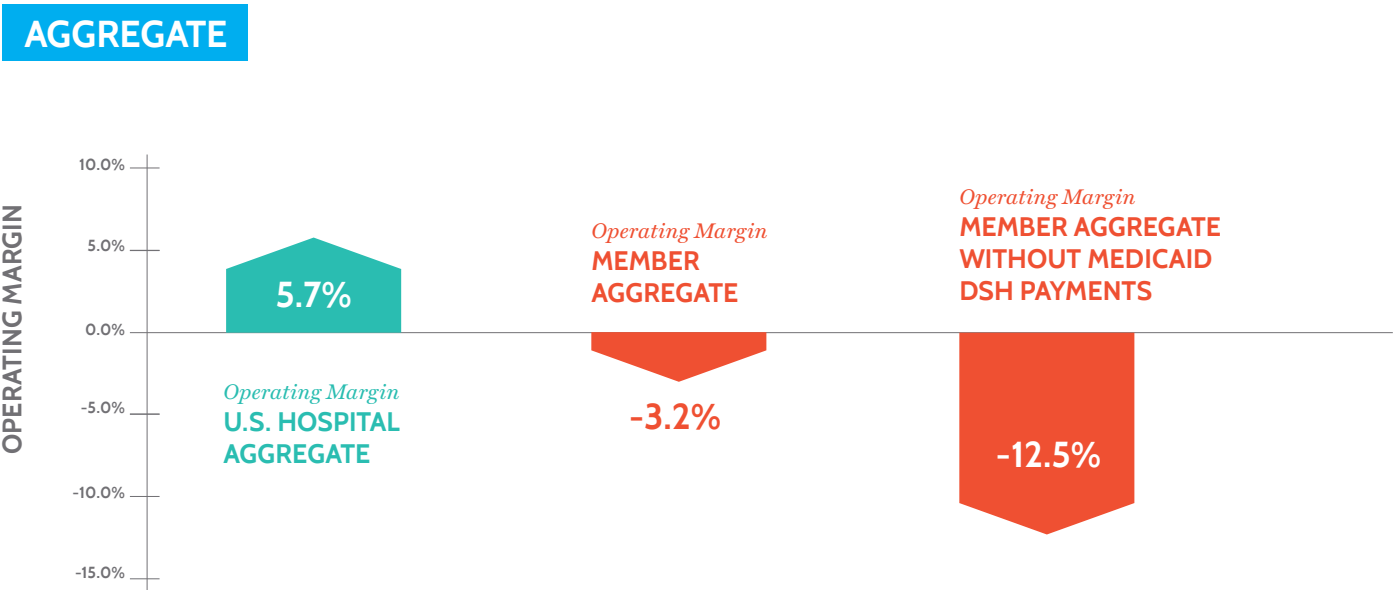 AGGREGATE
OPERATING MARGIN
10.0%
5.0%
0.0%
-5.0%
-10.0%
-15.0%
5.7%
Operating Margin
U.S. HOSPITAL
AGGREGATE
Operating Margin
MEMBER
AGGREGATE
-3.2%
Operating Margin
MEMBER AGGREGATE
WITHOUT MEDICAID
DSH PAYMENTS
-12.5%